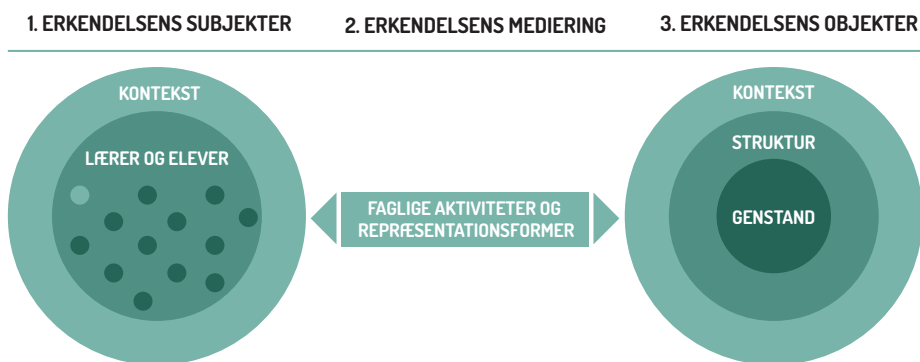 1. ERKENDELSENS SUBJEKTER
2. ERKENDELSENS MEDIERING
3. ERKENDELSENS OBJEKTER
KONTEKST
LÆRER OG ELEVER
FAGLIGE AKTIVITETER OG
REPRÆSENTATIONSFORMER
KONTEKST
STRUKTUR
GENSTAND